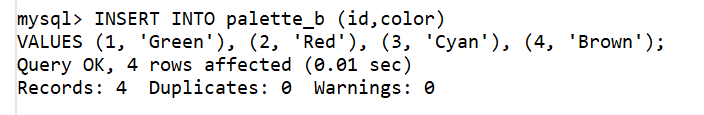 mysql> INSERT INTO palette_b (id,color)
VALUES (1, 'Green'), (2, 'Red'), (3, 'Cyan'), (4, 'Brown');
Query OK, 4 rows affected (0.01 sec)
Records: 4  Duplicates: 0  Warnings: 0